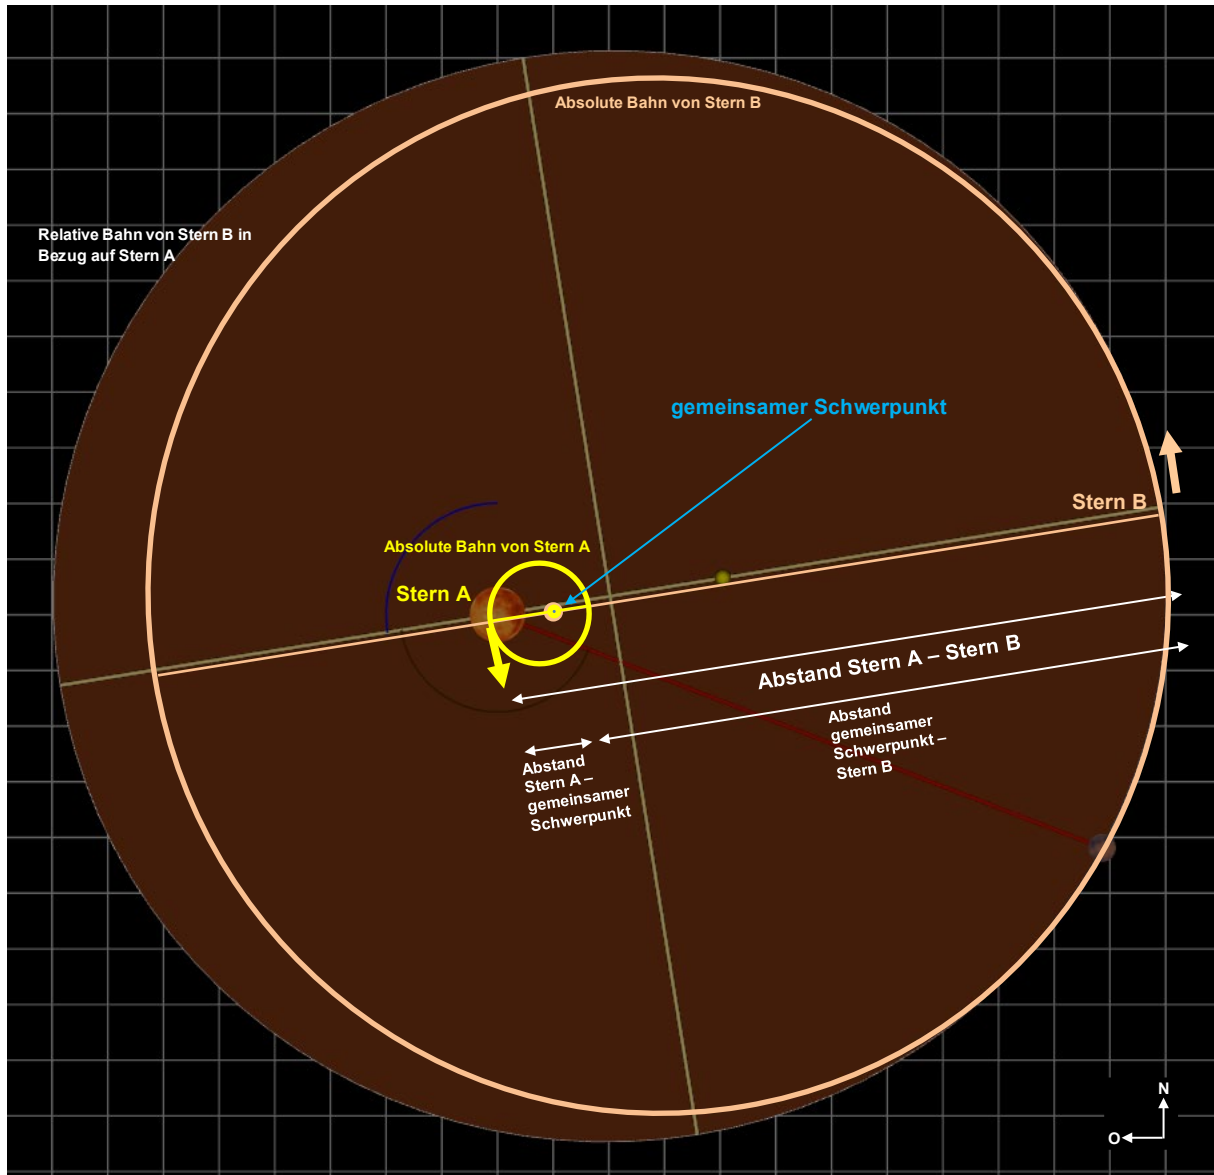 Absolute Bahn von Stern B
Relative Bahn von Stern B in
Bezug auf Stern A
gemeinsamer Schwerpunkt
Stern B
Absolute Bahn von Stern A
Stern A
Abstand Stern A – Stern B
Abstand
gemeinsamer
Schwerpunkt –
Stern B
Abstand
Stern A –
gemeinsamer
Schwerpunkt
N
O